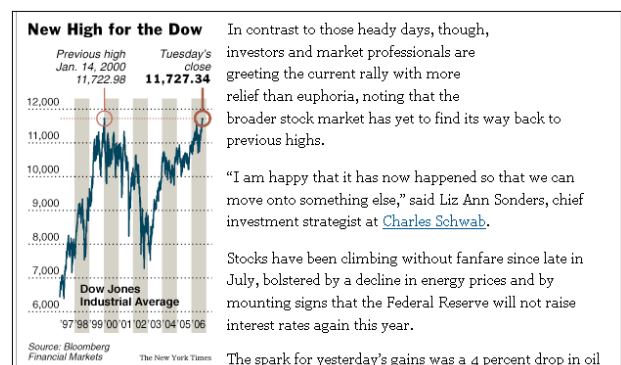 New High for the Dow
Previous high
Jan. 14, 2000
11,722.98
Tuesday's
close
11,727.34
12,000
11,000
10,000
9,000
8,000
7,000
6,000
Dow Jones
Industrial Average
'97 '98 '99 '00 '01 '02 '03 '04 '05 '06
Source: Bloomberg
Financial Markets
The New York Times
In contrast to those heady days, though,
investors and market professionals are
greeting the current rally with more
relief than euphoria, noting that the
broader stock market has yet to find its way back to
previous highs.
“I am happy that it has now happened so that we can
move onto something else,” said Liz Ann Sonders, chief
investment strategist at Charles Schwab.
Stocks have been climbing without fanfare since late in
July, bolstered by a decline in energy prices and by
mounting signs that the Federal Reserve will not raise
interest rates again this year.
The spark for yesterday’s gains was a 4 percent drop in oil